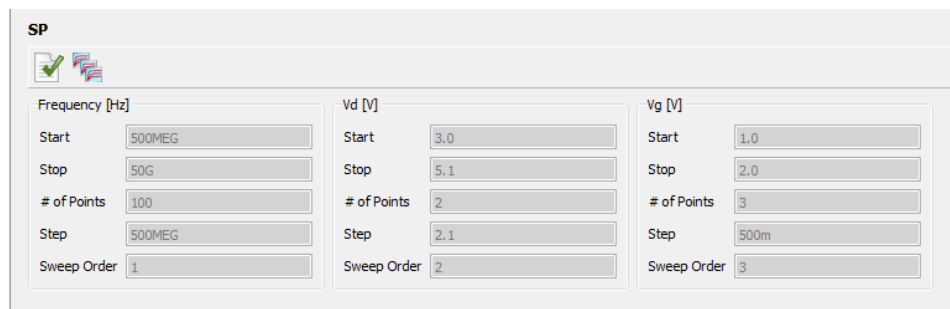 SP
Frequency [Hz]
Start 500MEG
Stop 50G
# of Points 100
Step 500MEG
Sweep Order 1
Vd [V]
Start 3.0
Stop 5.1
# of Points 2
Step 2.1
Sweep Order 2
Vg [V]
Start 1.0
Stop 2.0
# of Points 3
Step 500m
Sweep Order 3